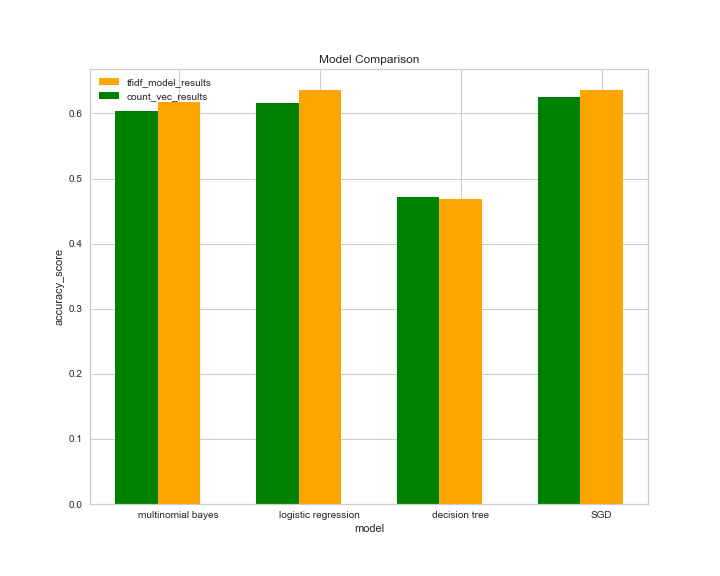 Model Comparison
tfidf_model_results
count_vec_results
0.6
0.5
0.4
0.3
0.2
0.1
0.0
accuracy_score
multinomial bayes logistic regression decision tree SGD
model